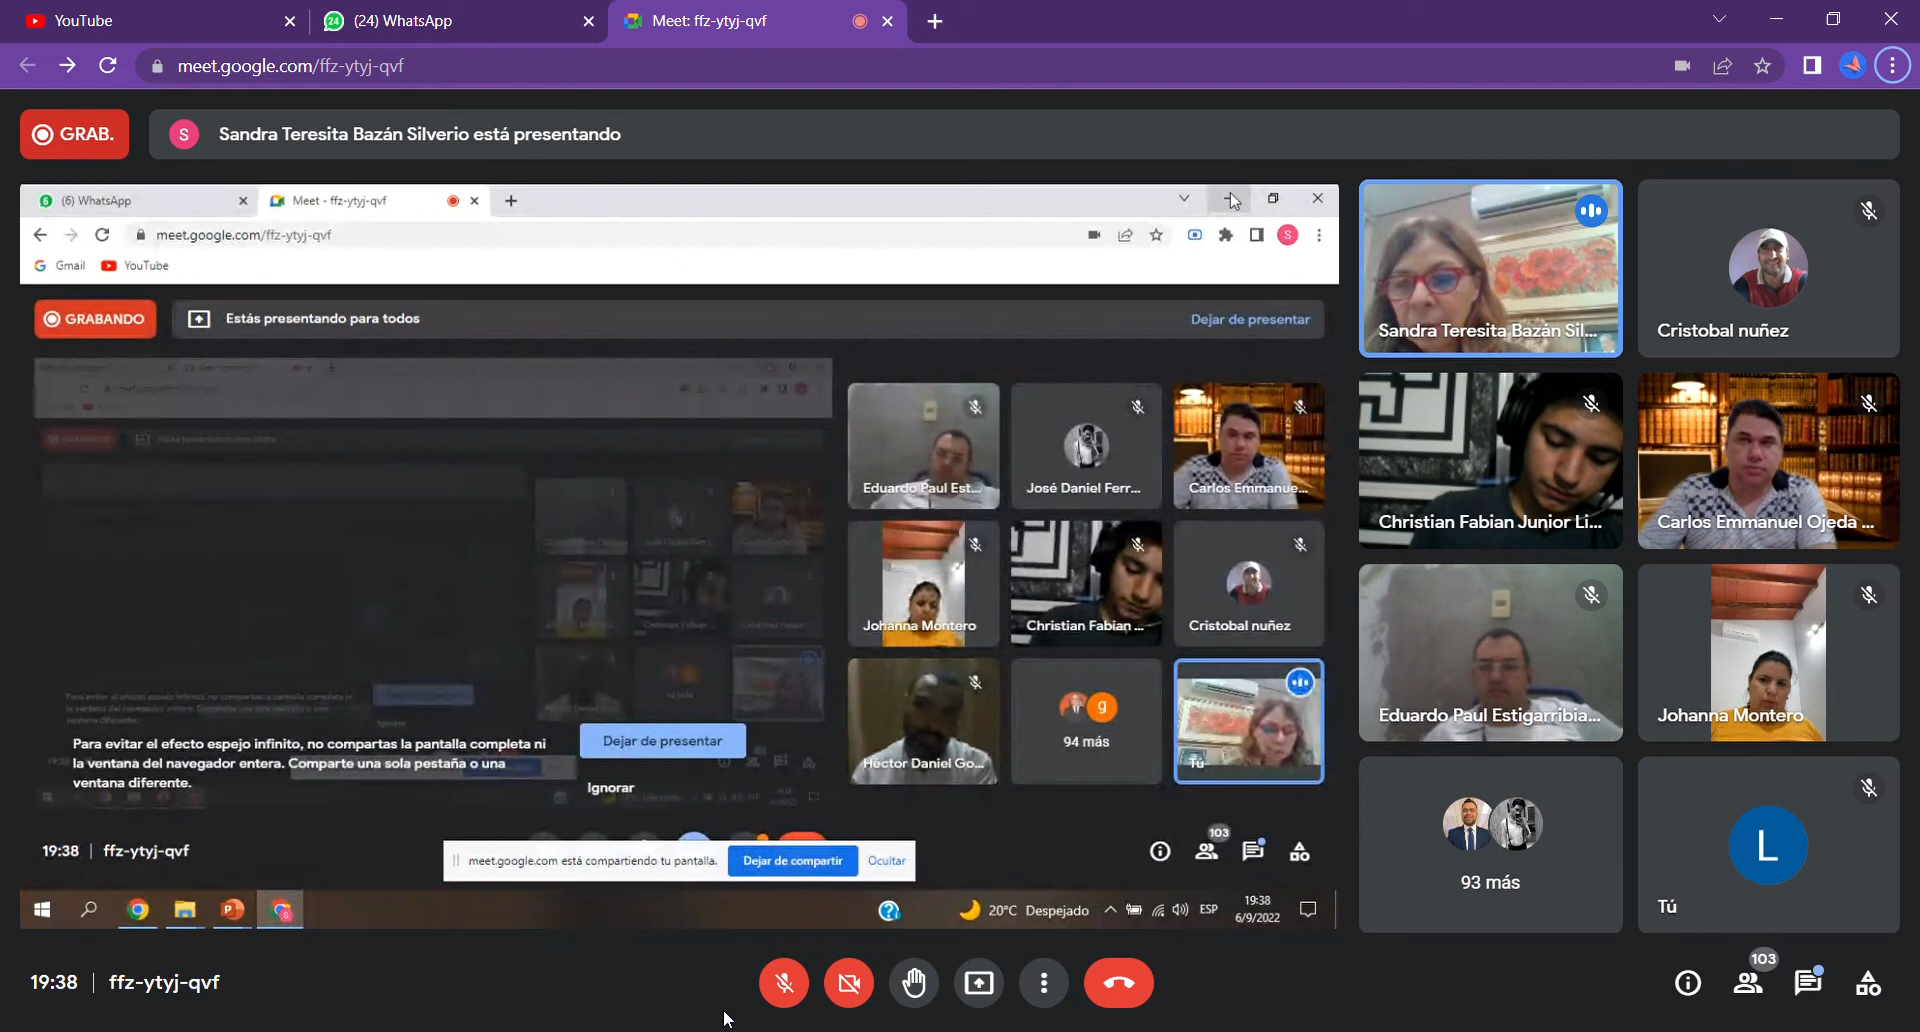 YouTube
24 (24) WhatsApp
Meet: ffz-ytyj-qvf
meet.google.com/ffz-ytyj-qvf
GRAB.
S Sandra Teresita Bazán Silverio está presentando
6 (6) WhatsApp
Meet - ffz-ytyj-qvf
meet.google.com/ffz-ytyj-qvf
S
G Gmail
YouTube
GRABANDO
Estás presentando para todos
Dejar de presentar
Eduardo Paul Est...
José Daniel Ferr...
Carlos Emmanue...
Johanna Montero
Christian Fabian ...
Cristobal nuñez
Héctor Daniel Go...
g
94 más
Tú
Para evitar el efecto espejo infinito, no compartas la pantalla completa ni
la ventana del navegador entera. Comparte una sola pestaña o una
ventana diferente.
Dejar de presentar
Ignorar
19:38 | ffz-ytyj-qvf
meet.google.com está compartiendo tu pantalla.
Dejar de compartir
Ocultar
103
20°C Despejado
ESP
19:38
6/9/2022
Sandra Teresita Bazán Sil...
Cristobal nuñez
Christian Fabian Junior Li...
Carlos Emmanuel Ojeda ...
Eduardo Paul Estigarribia...
Johanna Montero
93 más
L
Tú
19:38 | ffz-ytyj-qvf
103